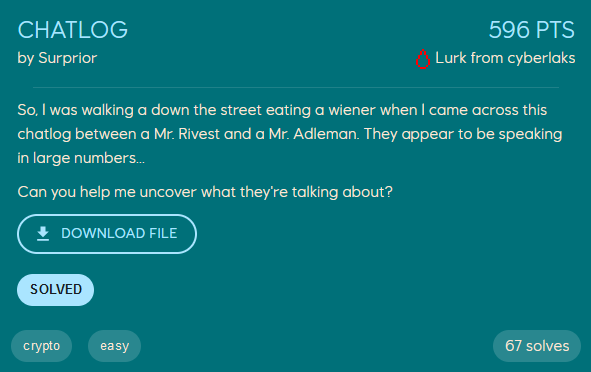 CHATLOG 596 PTS
by Surprior Lurk from cyberlaks
So, I was walking a down the street eating a wiener when I came across this
chatlog between a Mr. Rivest and a Mr. Adleman. They appear to be speaking
in large numbers...
Can you help me uncover what they're talking about?
DOWNLOAD FILE
SOLVED
crypto easy 67 solves